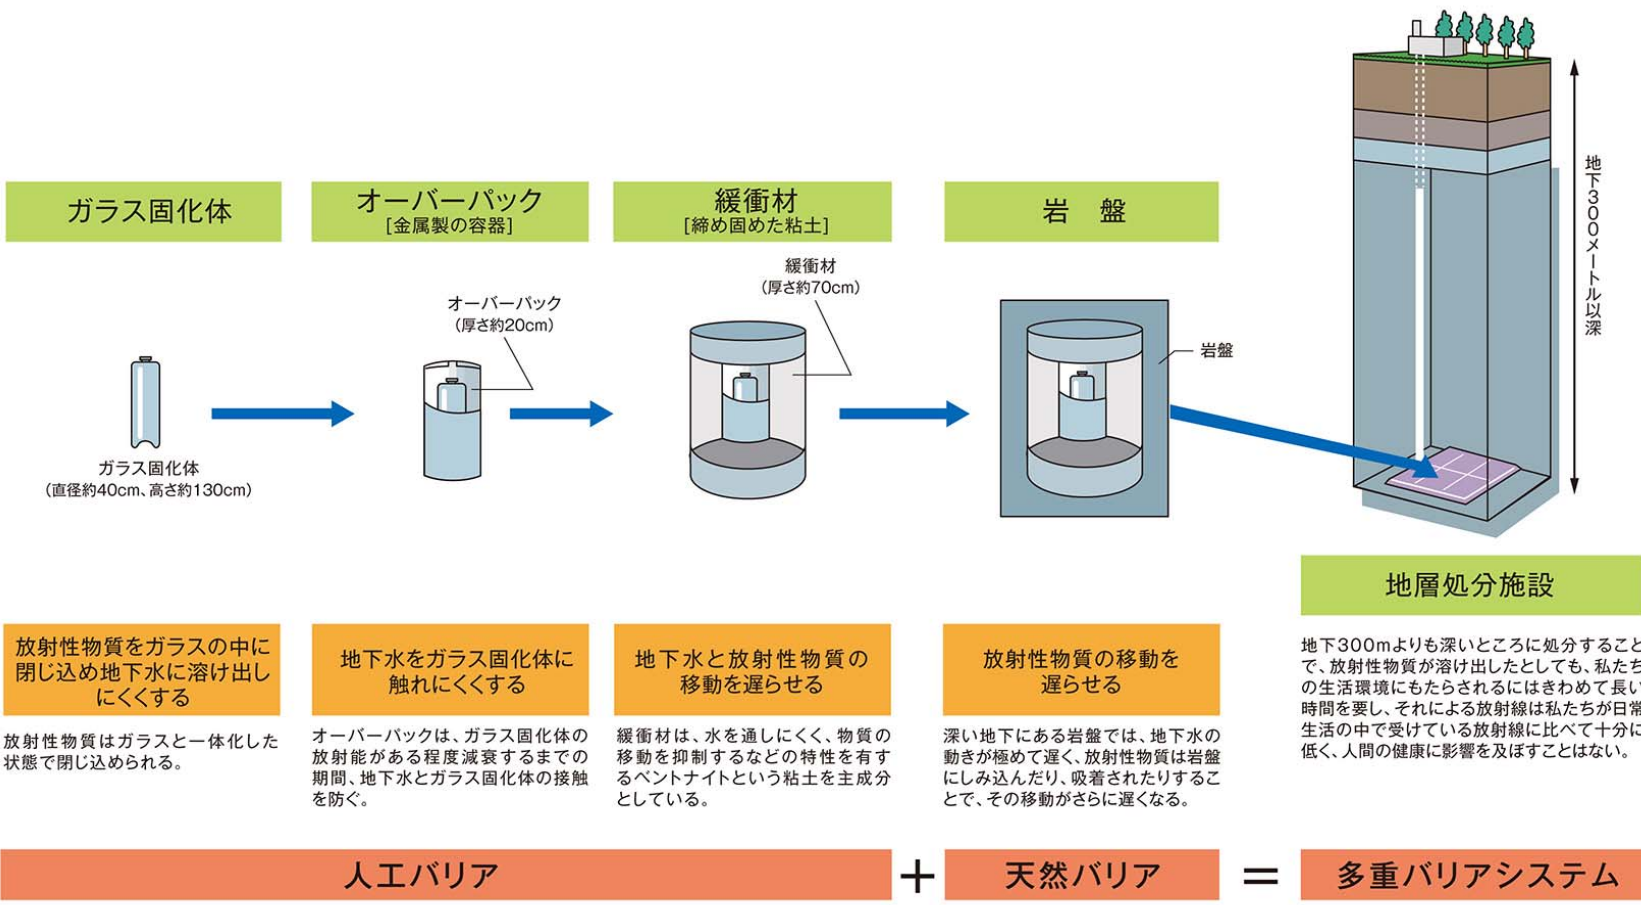 ガラス固化体
オーバーパック
[金属製の容器]
緩衝材
[締め固めた粘土]
岩 盤
オーバーパック
(厚さ約20cm)
緩衝材
(厚さ約70cm)
岩盤
ガラス固化体
(直径約40cm、高さ約130cm)
地下300メートル以深
地層処分施設
地下300mよりも深いところに処分すること
で、放射性物質が溶け出したとしても、私たち
の生活環境にもたらされるにはきわめて長い
時間を要し、それによる放射線は私たちが日常
生活の中で受けている放射線に比べて十分に
低く、人間の健康に影響を及ぼすことはない。
放射性物質をガラスの中に
閉じ込め地下水に溶け出し
にくくする
放射性物質はガラスと一体化した
状態で閉じ込められる。
地下水をガラス固化体に
触れにくくする
オーバーパックは、ガラス固化体の
放射能がある程度減衰するまでの
期間、地下水とガラス固化体の接触
を防ぐ。
地下水と放射性物質の
移動を遅らせる
緩衝材は、水を通しにくく、物質の
移動を抑制するなどの特性を有す
るベントナイトという粘土を主成分
としている。
放射性物質の移動を
遅らせる
深い地下にある岩盤では、地下水の
動きが極めて遅く、放射性物質は岩盤
にしみ込んだり、吸着されたりするこ
とで、その移動がさらに遅くなる。
人工バリア
+
天然バリア
=
多重バリアシステム